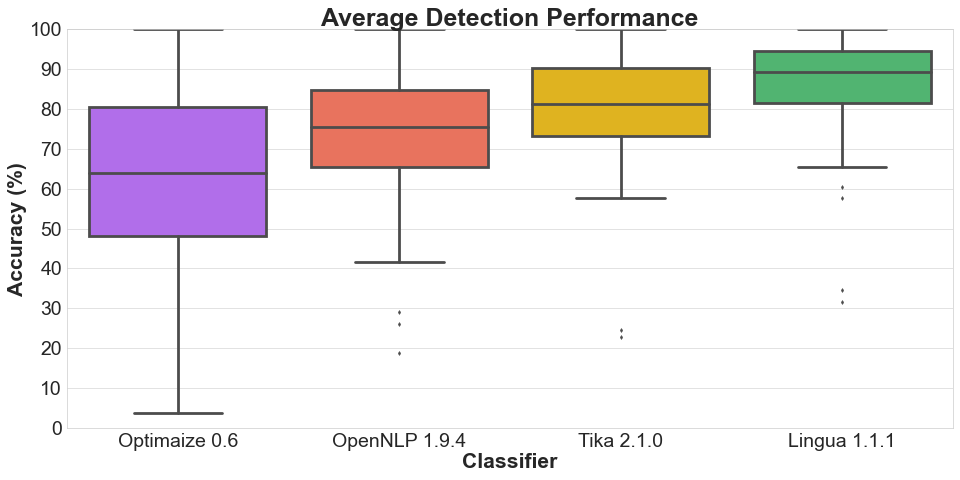 Average Detection Performance
100
90
80
70
60
50
40
30
20
10
0
Accuracy (%)
Optimaize 0.6 OpenNLP 1.9.4 Tika 2.1.0 Lingua 1.1.1
Classifier